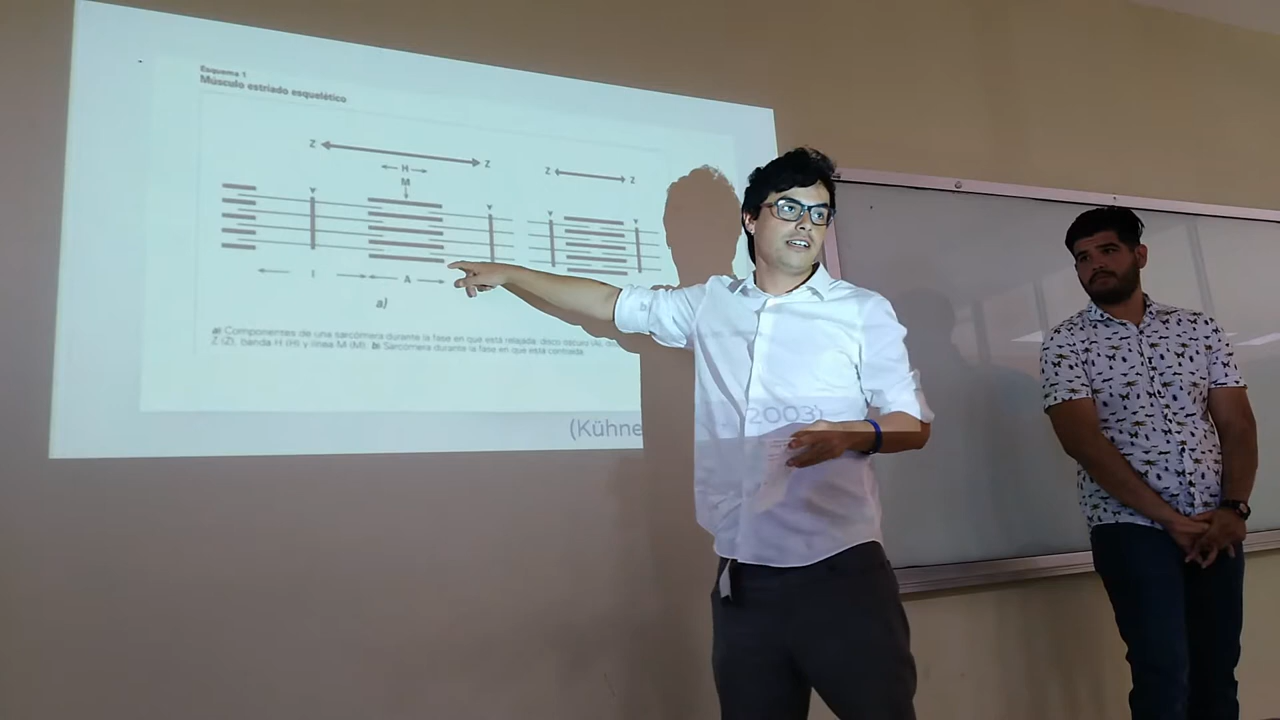 Esquema 1
Músculo estriado esquelético
Z Z
H
M
Z Z
I A
a)
a) Componentes de una sarcómera durante la fase en que está relajada: disco oscuro (A),
Z (Z), banda H (H) y línea M (M). b) Sarcómera durante la fase en que está contraída.
(Kühne 2003)